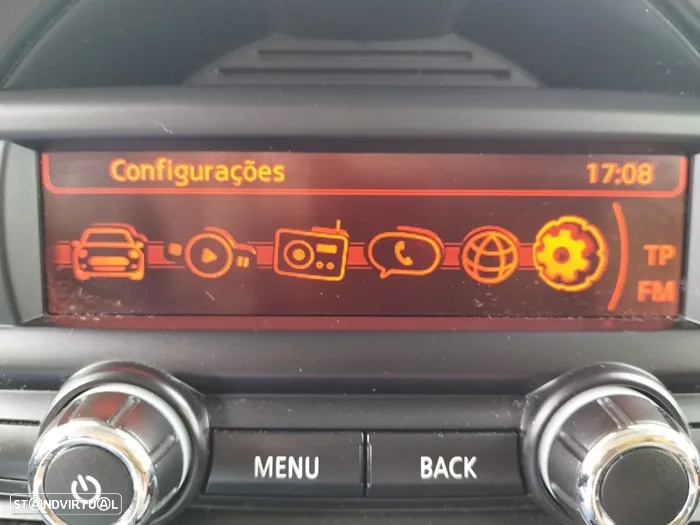 Configurações 17:08
TP
FM
MENU BACK
STANDVIRTUAL